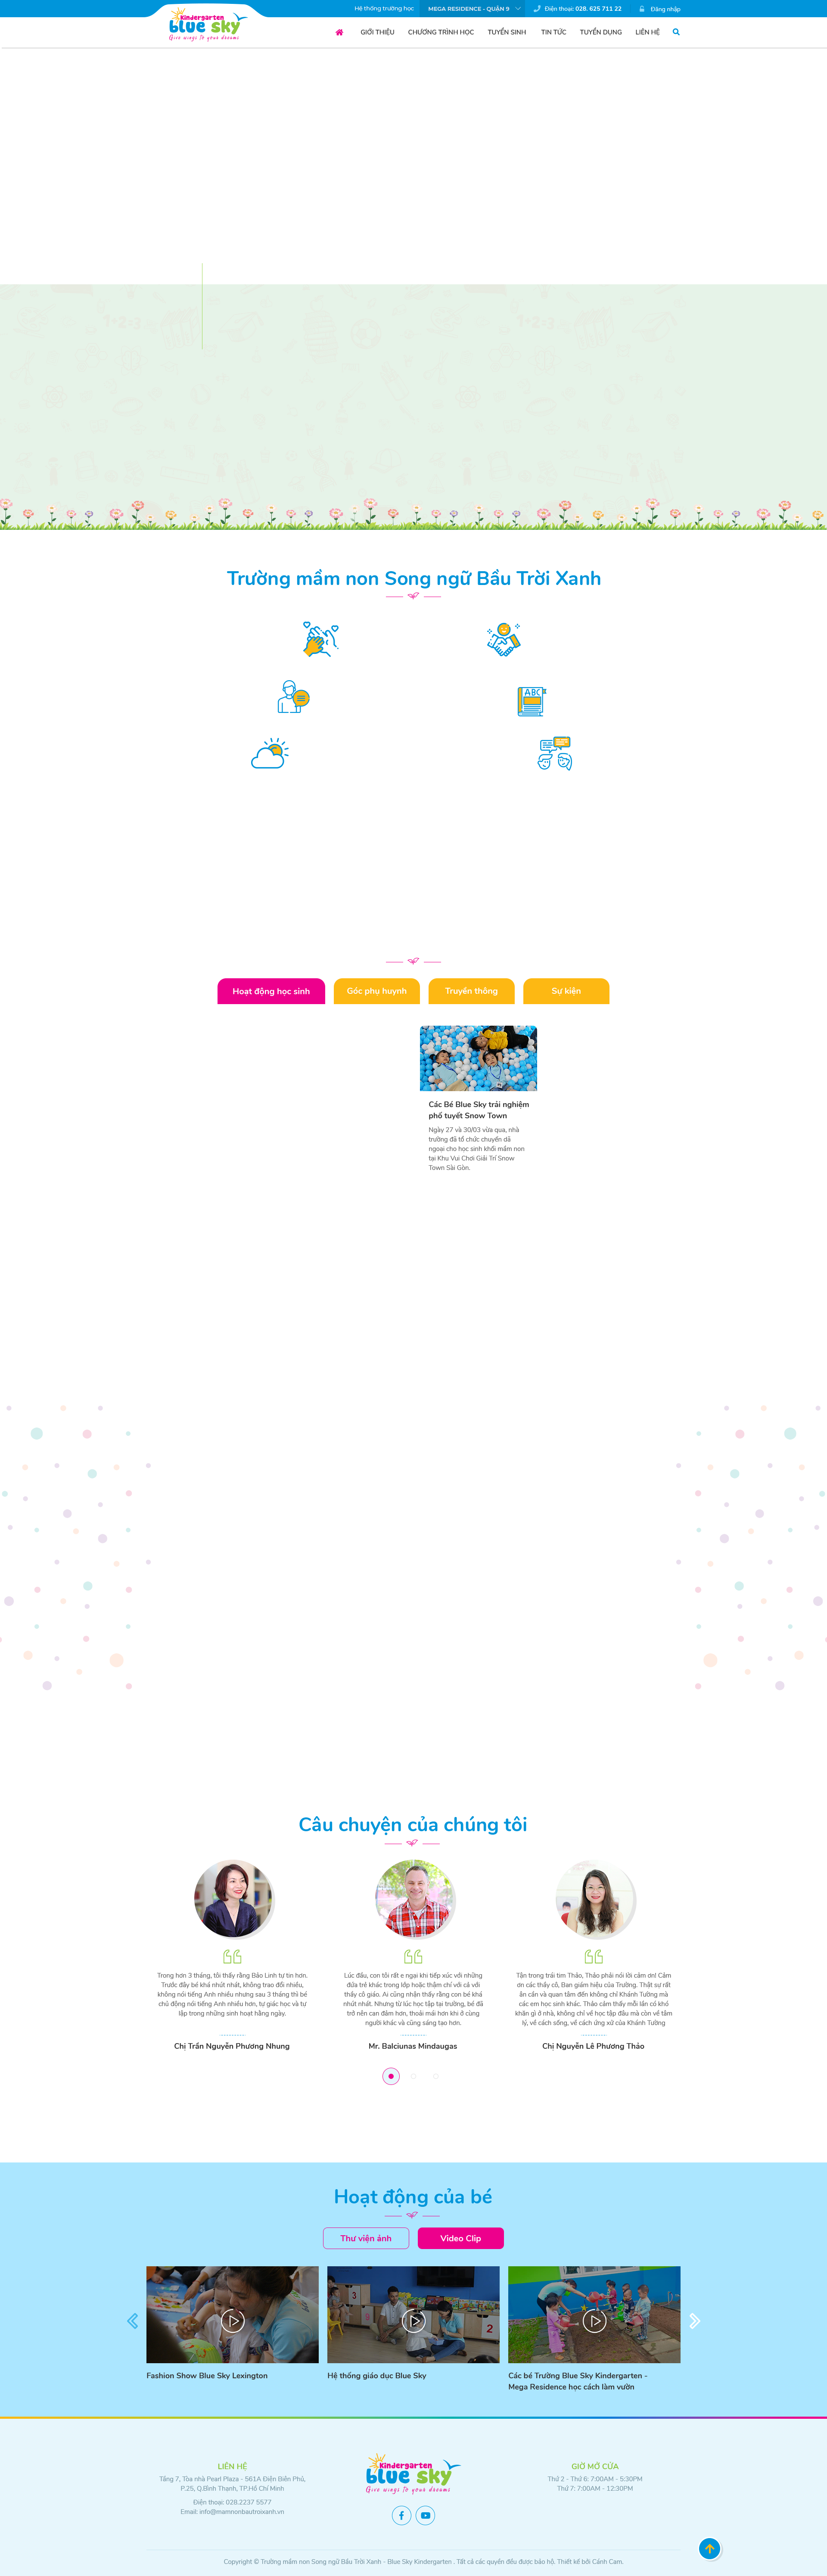 Hệ thống trường học
MEGA RESIDENCE - QUẬN 9
Điện thoại: 028. 625 711 22
Đăng nhập
Kindergarten
blue sky
Give wings to your dreams
GIỚI THIỆU
CHƯƠNG TRÌNH HỌC
TUYỂN SINH
TIN TỨC
TUYỂN DỤNG
LIÊN HỆ
Trường mầm non Song ngữ Bầu Trời Xanh
ABC
Hoạt động học sinh
Góc phụ huynh
Truyền thông
Sự kiện
Các Bé Blue Sky trải nghiệm
phố tuyết Snow Town
Ngày 27 và 30/03 vừa qua, nhà
trường đã tổ chức chuyến dã
ngoại cho học sinh khối mầm non
tại Khu Vui Chơi Giải Trí Snow
Town Sài Gòn.
Câu chuyện của chúng tôi
Trong hơn 3 tháng, tôi thấy rằng Bảo Linh tự tin hơn.
Trước đây bé khá nhút nhát, không trao đổi nhiều,
không nói tiếng Anh nhiều nhưng sau 3 tháng thì bé
chủ động nói tiếng Anh nhiều hơn, tự giác học và tự
lập trong những sinh hoạt hằng ngày.
Chị Trần Nguyễn Phương Nhung
Lúc đầu, con tôi rất e ngại khi tiếp xúc với những
đứa trẻ khác trong lớp hoặc thậm chí với cả với
thầy cô giáo. Ai cũng nhận thấy rằng con bé khá
nhút nhát. Nhưng từ lúc học tập tại trường, bé đã
trở nên can đảm hơn, thoải mái hơn khi ở cùng
người khác và cũng sáng tạo hơn.
Mr. Balciunas Mindaugas
Tận trong trái tim Thảo, Thảo phải nói lời cảm ơn! Cảm
ơn các thầy cô, Ban giám hiệu của Trường. Thật sự rất
ân cần và quan tâm đến không chỉ Khánh Tường mà
các em học sinh khác. Thảo cảm thấy mỗi lần có khó
khăn gì ở nhà, không chỉ về học tập đâu mà còn về tâm
lý, về cách sống, về cách ứng xử của Khánh Tường
Chị Nguyễn Lê Phương Thảo
Hoạt động của bé
Thư viện ảnh
Video Clip
Fashion Show Blue Sky Lexington
Hệ thống giáo dục Blue Sky
Các bé Trường Blue Sky Kindergarten -
Mega Residence học cách làm vườn
LIÊN HỆ
Tầng 7, Tòa nhà Pearl Plaza - 561A Điện Biên Phủ,
P.25, Q.Bình Thạnh, TP.Hồ Chí Minh
Điện thoại: 028.2237 5577
Email: info@mamnonbautroixanh.vn
Kindergarten
blue sky
Give wings to your dreams
GIỜ MỞ CỬA
Thứ 2 - Thứ 6: 7:00AM - 5:30PM
Thứ 7: 7:00AM - 12:30PM
Copyright © Trường mầm non Song ngữ Bầu Trời Xanh - Blue Sky Kindergarten . Tất cả các quyền đều được bảo hộ. Thiết kế bởi Cánh Cam.